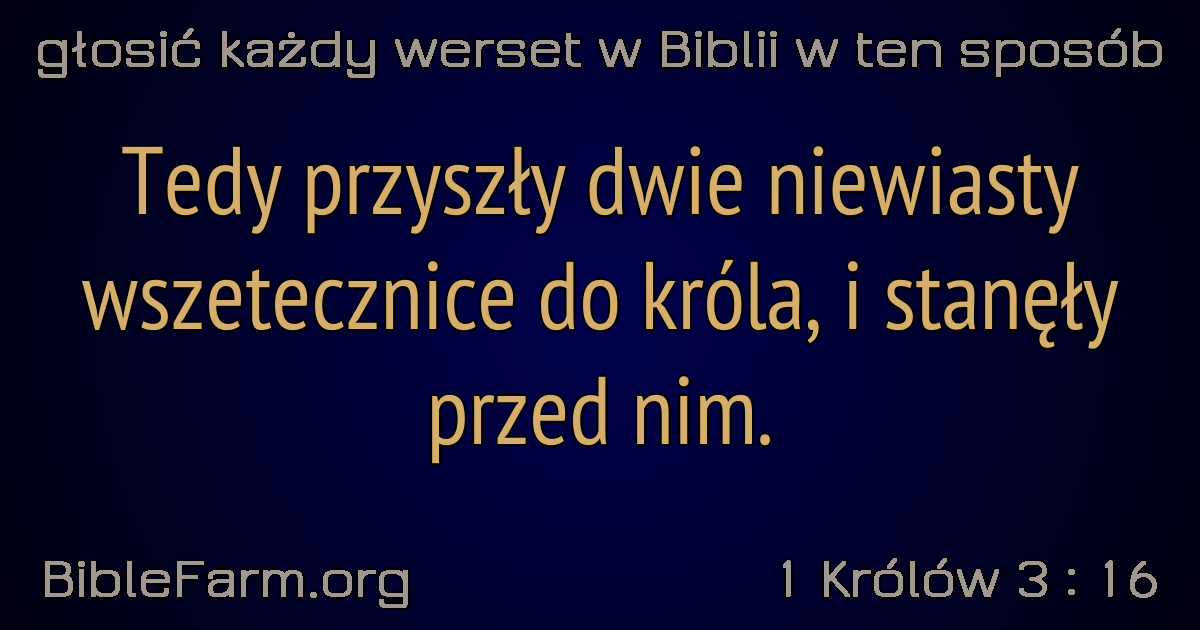 głosić każdy werset w Biblii w ten sposób
Tedy przyszły dwie niewiasty
wszetecznice do króla, i stanęły
przed nim.
BibleFarm.org
1 Królów 3 : 16